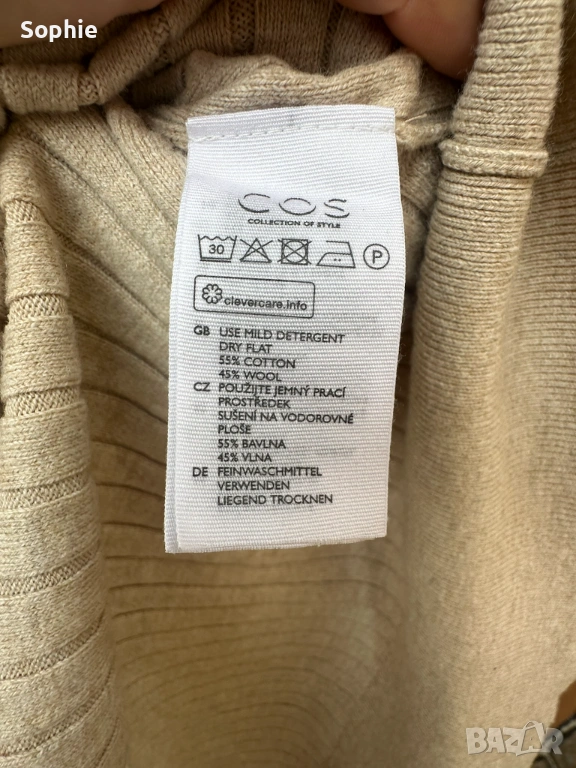 Sophie
COS
COLLECTION OF STYLE
30 P
clevercare.info
GB USE MILD DETERGENT
DRY FLAT
55% COTTON
45% WOOL
CZ POUŽIJTE JEMNÝ PRACÍ
PROSTŘEDEK
SUŠENÍ NA VODOROVNÉ
PLOŠE
55% BAVLNA
45% VLNA
DE FEINWASCHMITTEL
VERWENDEN
LIEGEND TROCKNEN
BAZAR